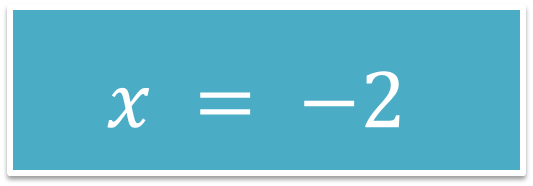 x = −2